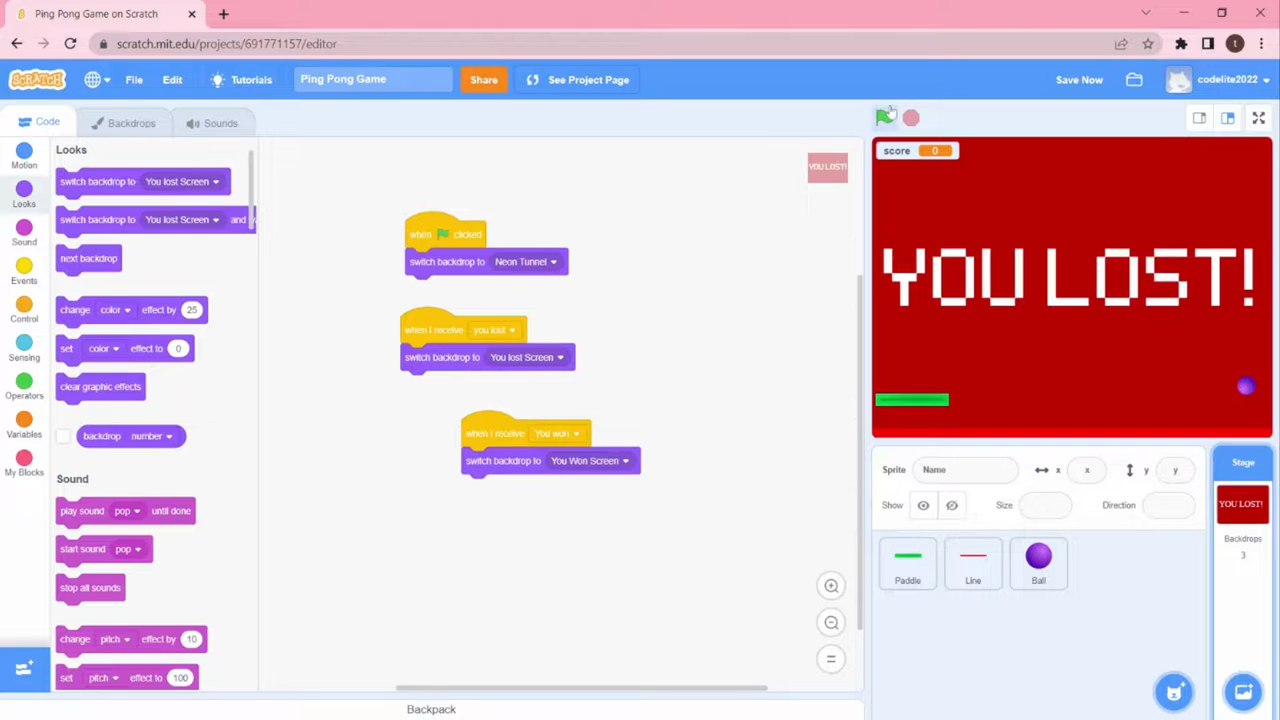 Ping Pong Game on Scratch
scratch.mit.edu/projects/691771157/editor
t
SCRATCH
File
Edit
Tutorials
Ping Pong Game
Share
See Project Page
Save Now
codelite2022
Code
Backdrops
Sounds
Motion
Looks
Sound
Events
Control
Sensing
Operators
Variables
My Blocks
Looks
switch backdrop to You lost Screen
switch backdrop to You lost Screen and
next backdrop
change color effect by 25
set color effect to 0
clear graphic effects
backdrop number
Sound
play sound pop until done
start sound pop
stop all sounds
change pitch effect by 10
set pitch effect to 100
when clicked
switch backdrop to Neon Tunnel
when I receive you lost
switch backdrop to You lost Screen
when I receive You won
switch backdrop to You Won Screen
YOU LOST!
Backpack
score 0
YOU LOST!
Sprite Name x x y y
Show Size Direction
Paddle
Line
Ball
Stage
YOU LOST!
Backdrops
3